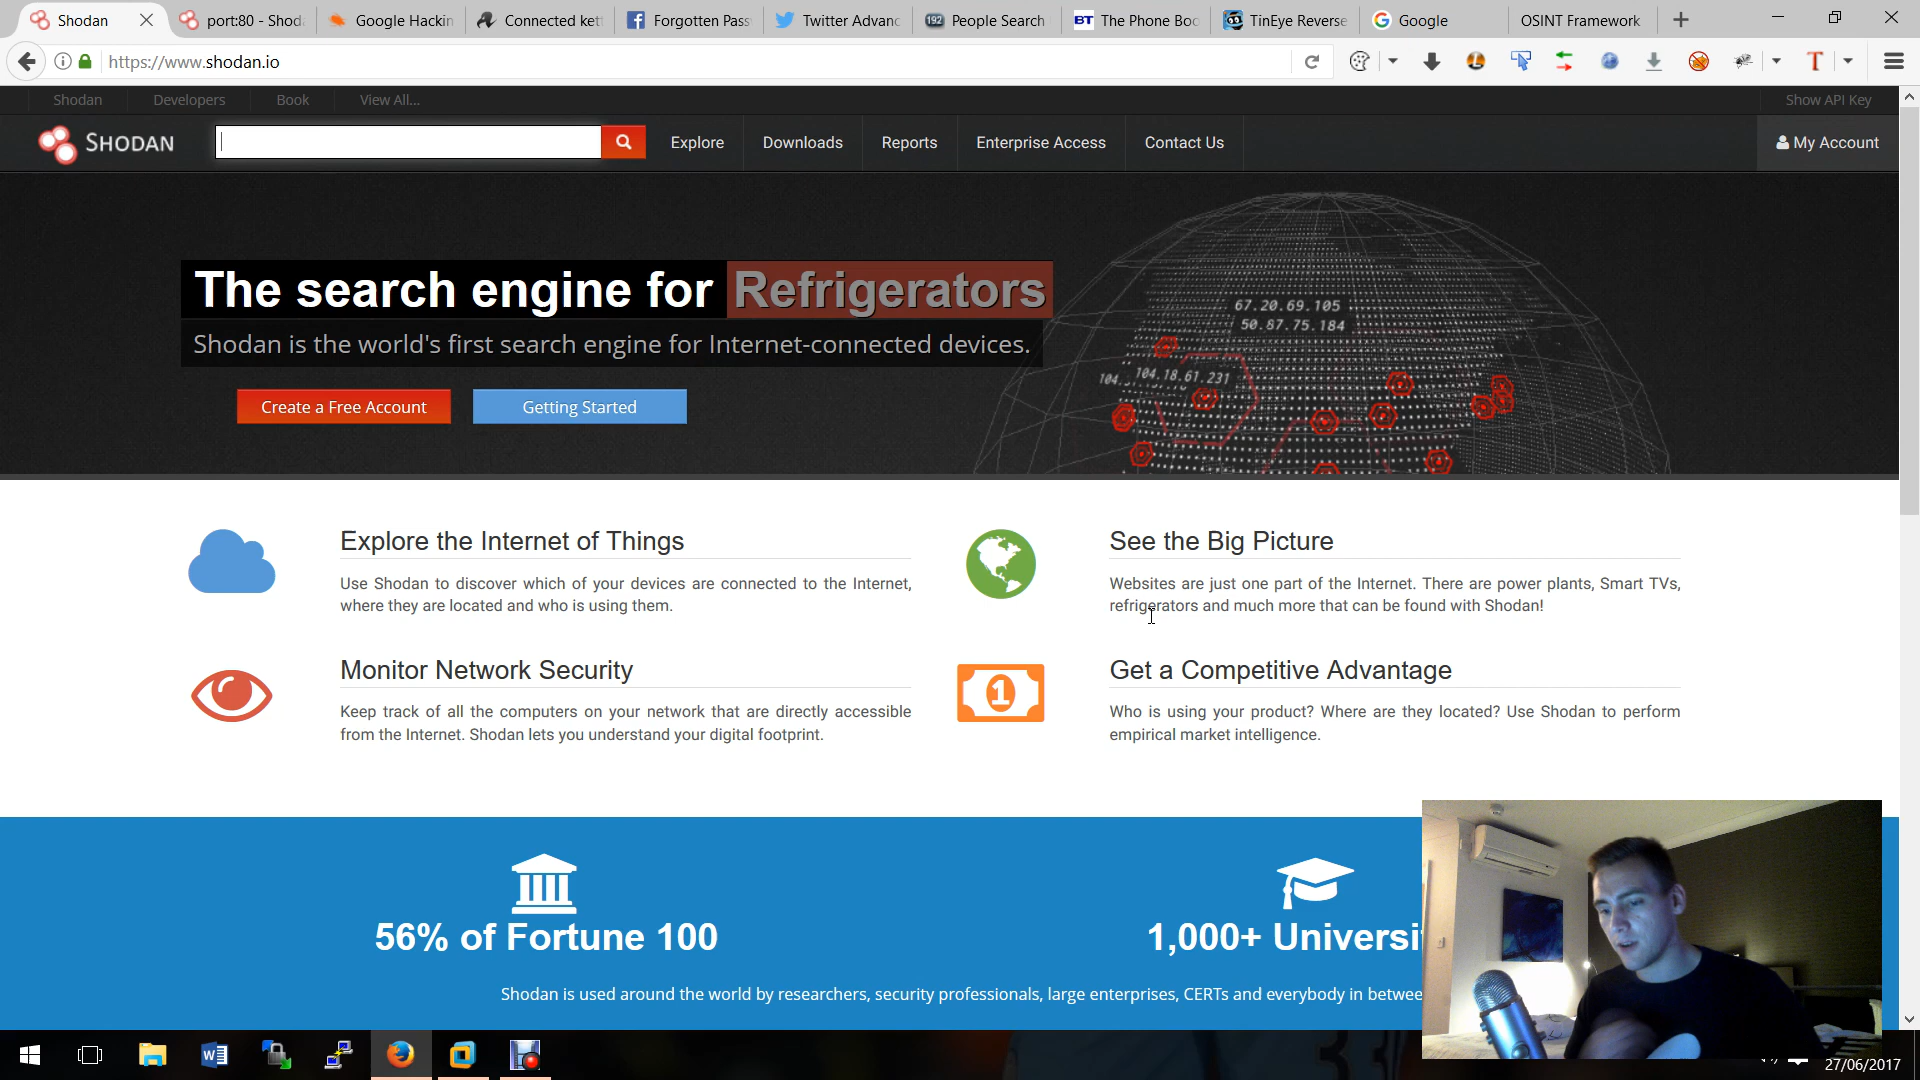 Shodan
port:80 - Shod
Google Hackin
Connected kett
Forgotten Pass
Twitter Advanc
192
People Search
BT
The Phone Boo
TinEye Reverse
Google
OSINT Framework
https://www.shodan.io
Shodan
Developers
Book
View All...
Show API Key
SHODAN
Explore
Downloads
Reports
Enterprise Access
Contact Us
My Account
The search engine for Refrigerators
Shodan is the world's first search engine for Internet-connected devices.
Create a Free Account
Getting Started
67.20.69.105
50.87.75.184
104.
104.18.61.231
Explore the Internet of Things
Use Shodan to discover which of your devices are connected to the Internet,
where they are located and who is using them.
See the Big Picture
Websites are just one part of the Internet. There are power plants, Smart TVs,
refrigerators and much more that can be found with Shodan!
Monitor Network Security
Keep track of all the computers on your network that are directly accessible
from the Internet. Shodan lets you understand your digital footprint.
1
Get a Competitive Advantage
Who is using your product? Where are they located? Use Shodan to perform
empirical market intelligence.
56% of Fortune 100
1,000+ Universi
Shodan is used around the world by researchers, security professionals, large enterprises, CERTs and everybody in betwee
27/06/2017